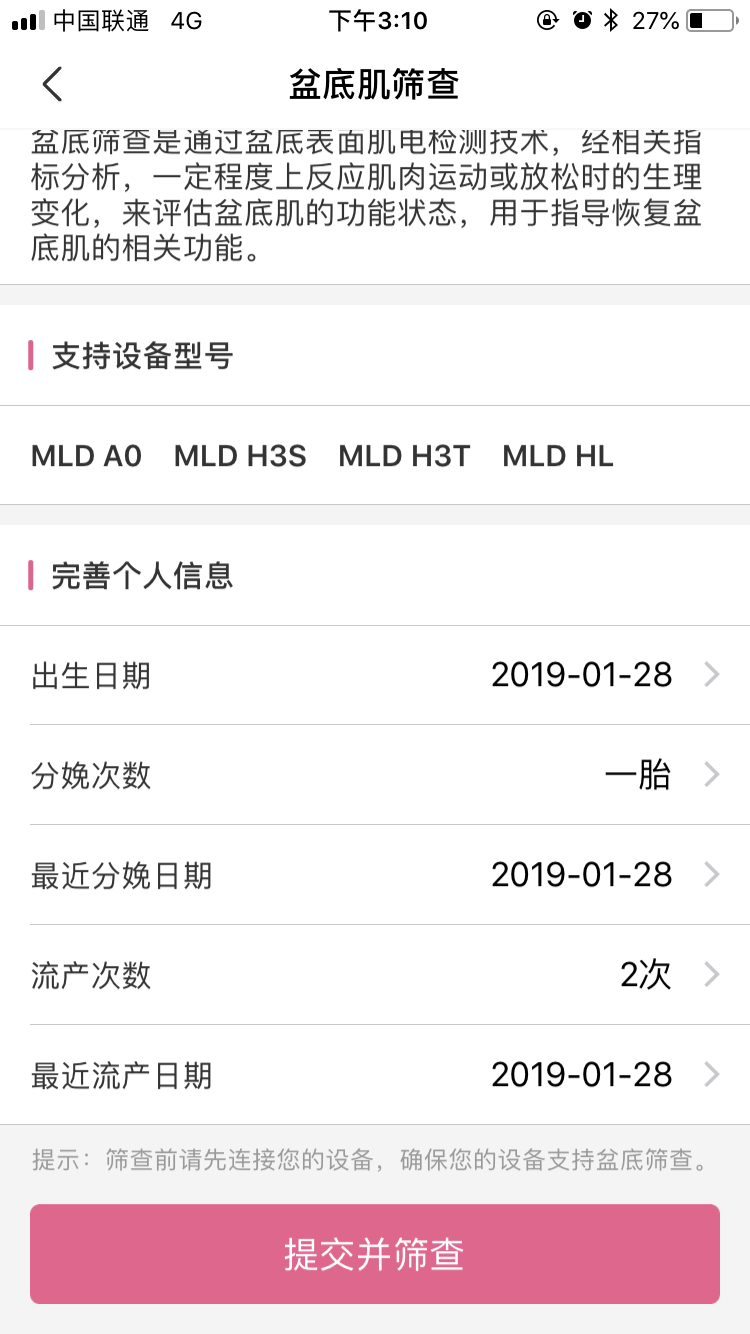 中国联通 4G 下午3:10 27%
盆底肌筛查
盆底筛查是通过盆底表面肌电检测技术，经相关指
标分析，一定程度上反应肌肉运动或放松时的生理
变化，来评估盆底肌的功能状态，用于指导恢复盆
底肌的相关功能。
支持设备型号
MLD A0 MLD H3S MLD H3T MLD HL
完善个人信息
出生日期 2019-01-28
分娩次数 一胎
最近分娩日期 2019-01-28
流产次数 2次
最近流产日期 2019-01-28
提示：筛查前请先连接您的设备，确保您的设备支持盆底筛查。
提交并筛查